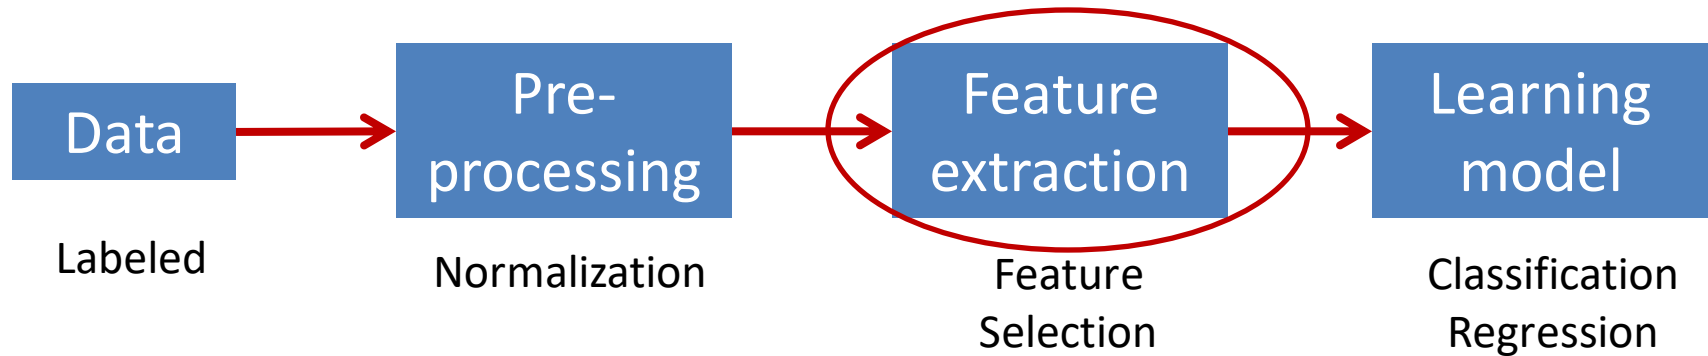 Data
Labeled
Pre-
processing
Normalization
Feature
extraction
Feature
Selection
Learning
model
Classification
Regression